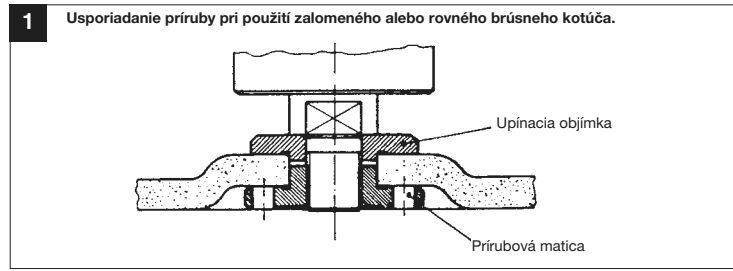 1
Usporiadanie príruby pri použití zalomeného alebo rovného brúsneho kotúča.
Upínacia objímka
Prírubová matica